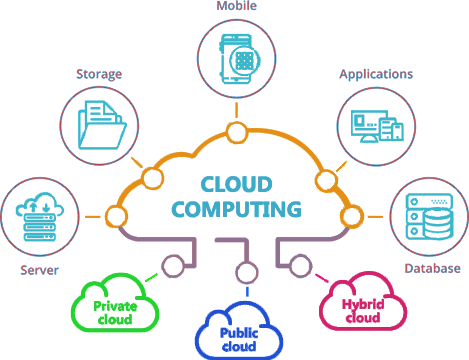 Mobile
Storage
Applications
CLOUD
COMPUTING
Server
Database
Private
cloud
Public
cloud
Hybrid
cloud